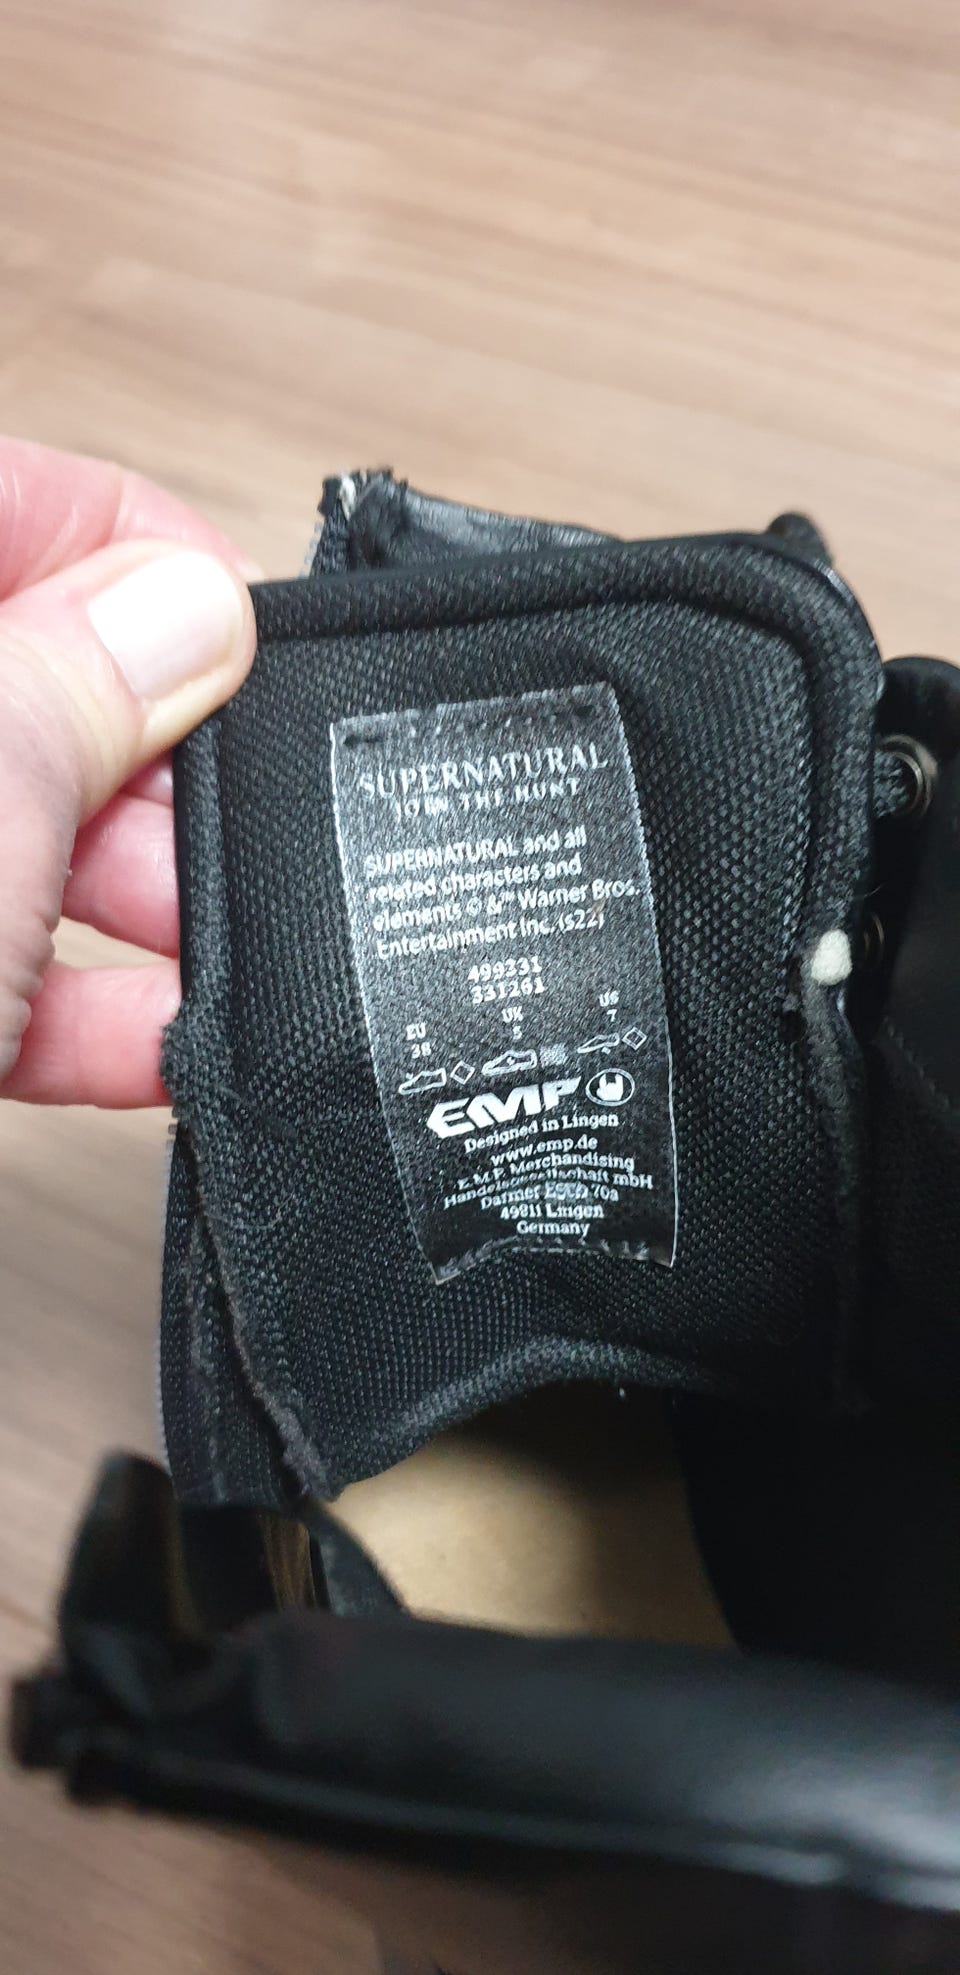 SUPERNATURAL
JOIN THE HUNT
SUPERNATURAL and all
related characters and
elements © & ™ Warner Bros.
Entertainment Inc. (s22)
499331
331261
EU UK US
38 5 7
EMP
Designed in Lingen
www.emp.de
E.M.P. Merchandising
Handelsgesellschaft mbH
Darmer Esch 70a
49811 Lingen
Germany